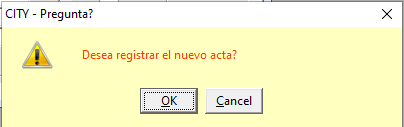 CITY - Pregunta?
Desea registrar el nuevo acta?
OK
Cancel